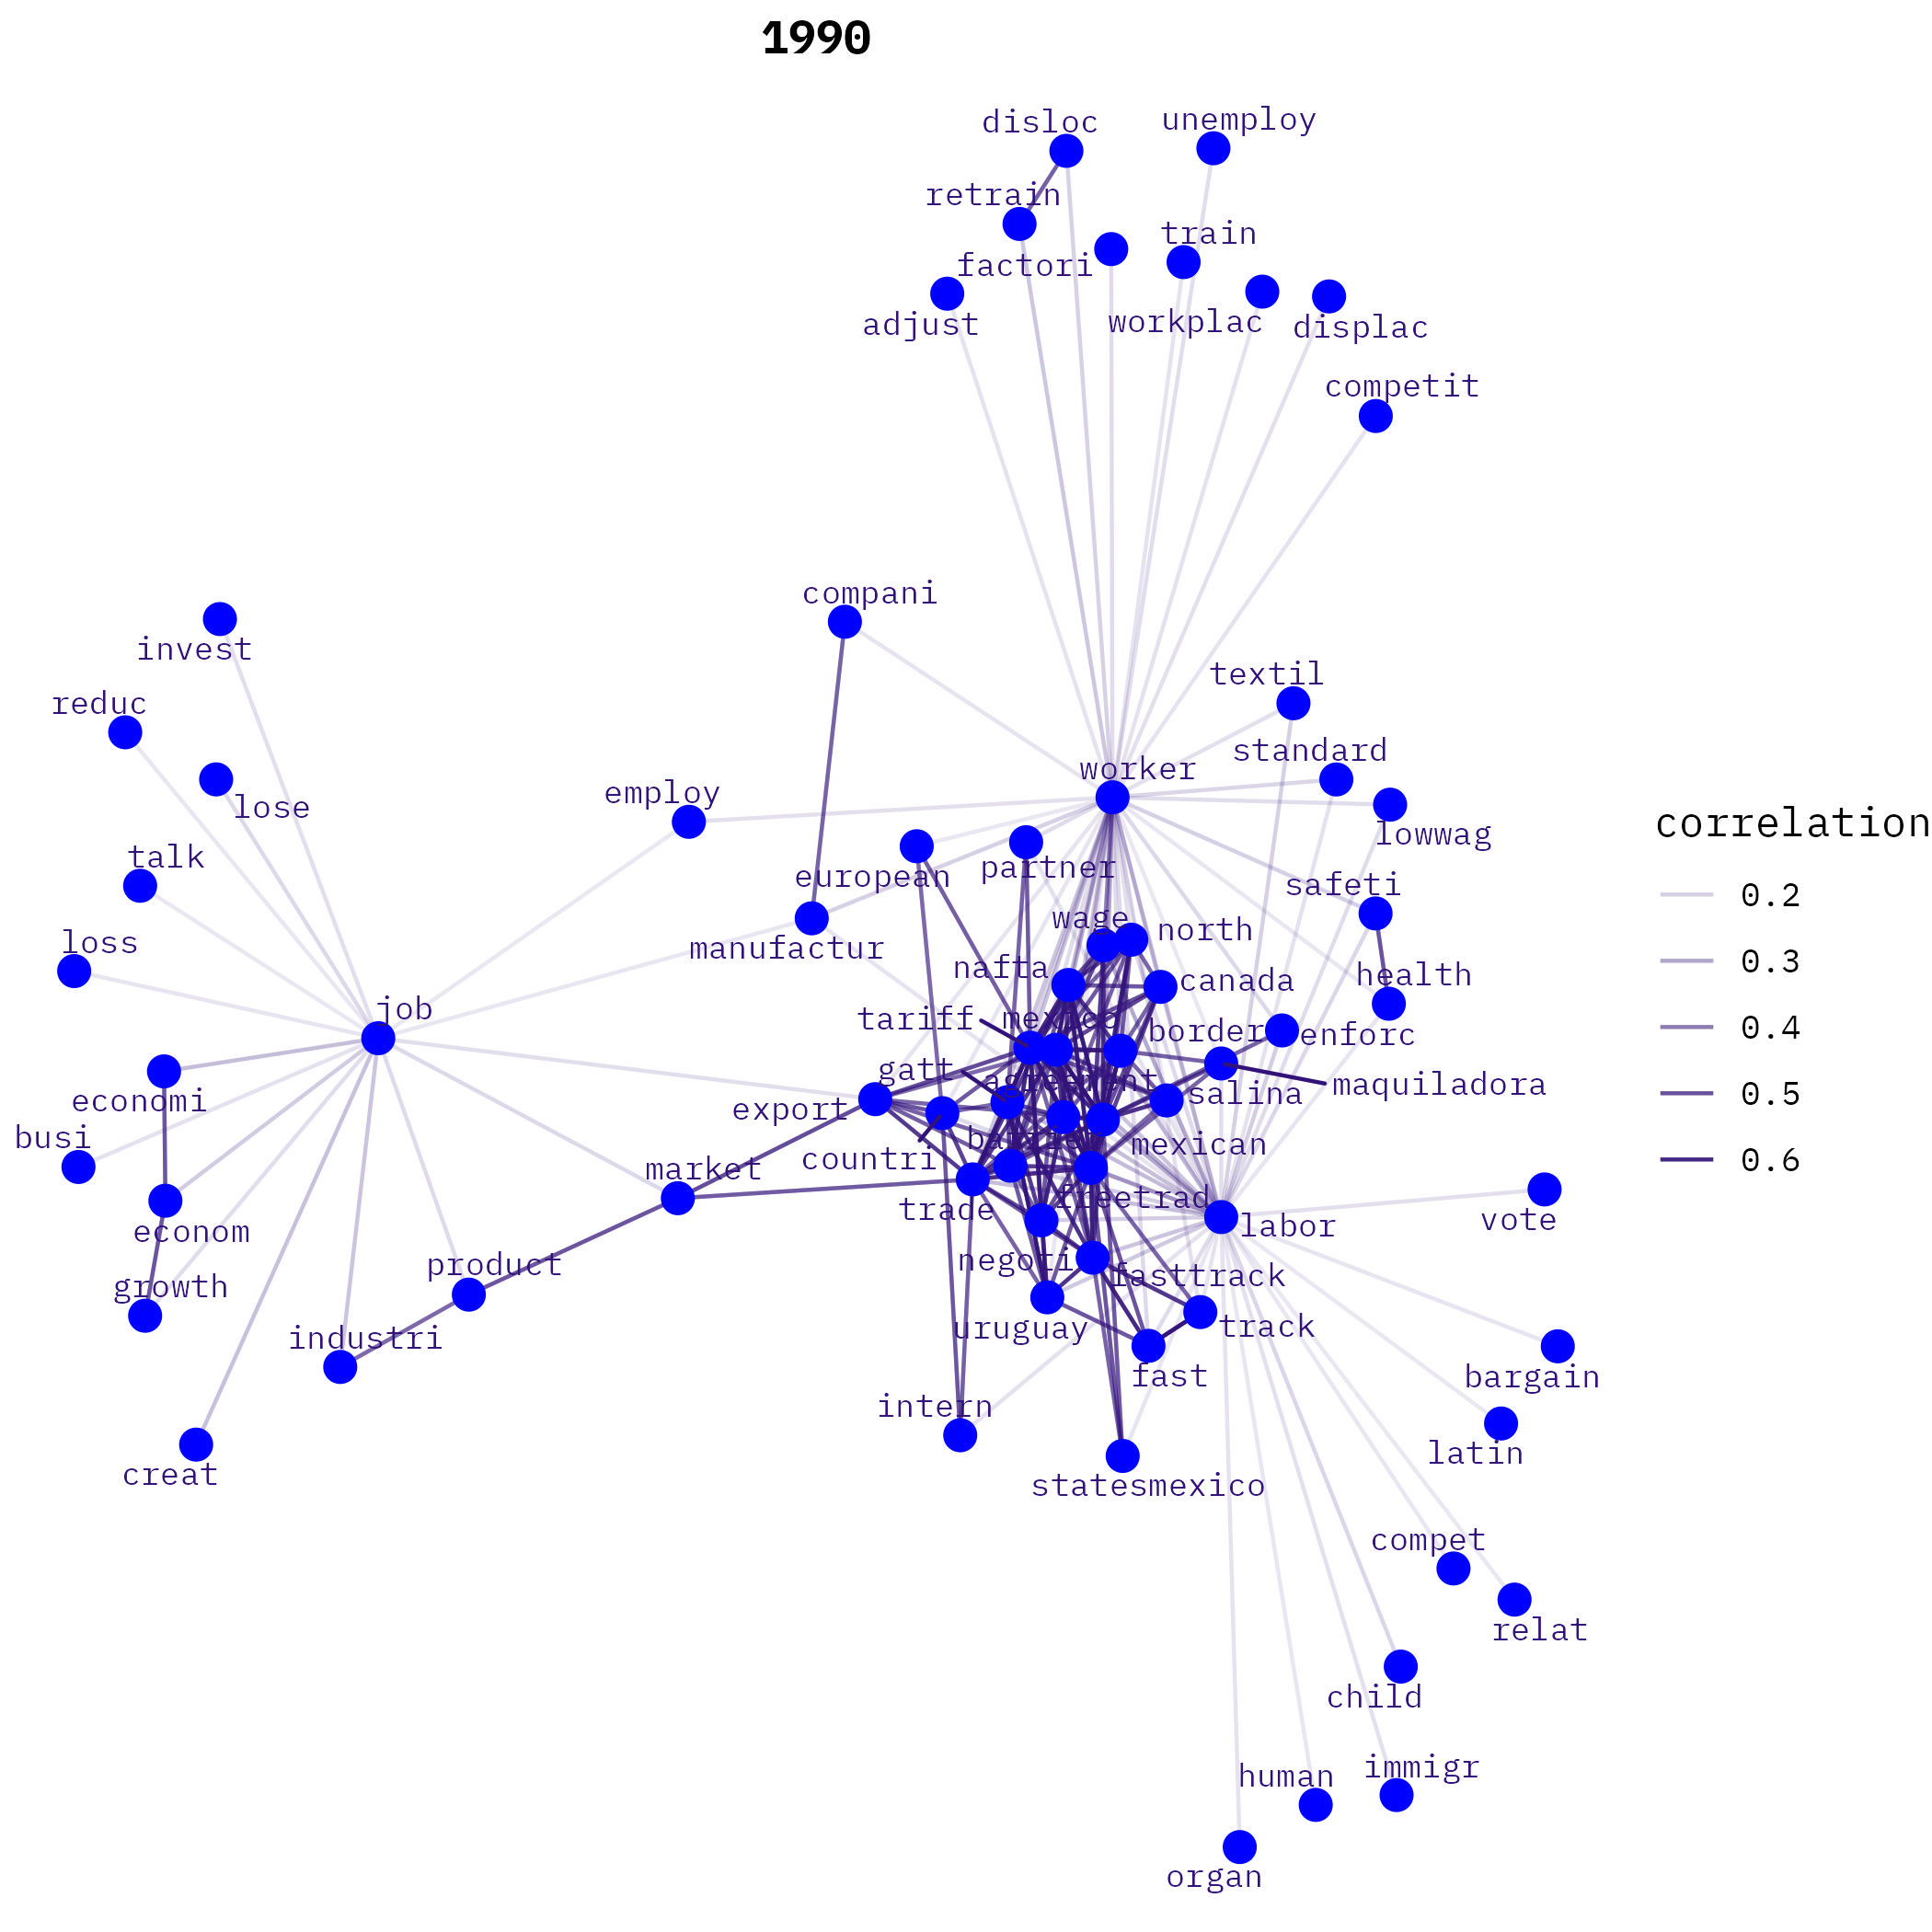 1990
disloc
unemploy
retrain
train
factori
adjust
workplac
displac
competit
compani
invest
textil
reduc
standard
worker
employ
lose
lowwag
correlation
talk
european
partner
safeti
0.2
wage
north
loss
manufactur
nafta
canada
health
0.3
job
tariff
mexico
border
enforc
0.4
gatt
agreement
maquiladora
economi
export
salina
0.5
busi
barrier
mexican
countri
market
0.6
econom
trade
freetrad
labor
vote
product
negoti
fasttrack
growth
industri
uruguay
track
fast
bargain
intern
latin
creat
statesmexico
compet
relat
child
human
immigr
organ